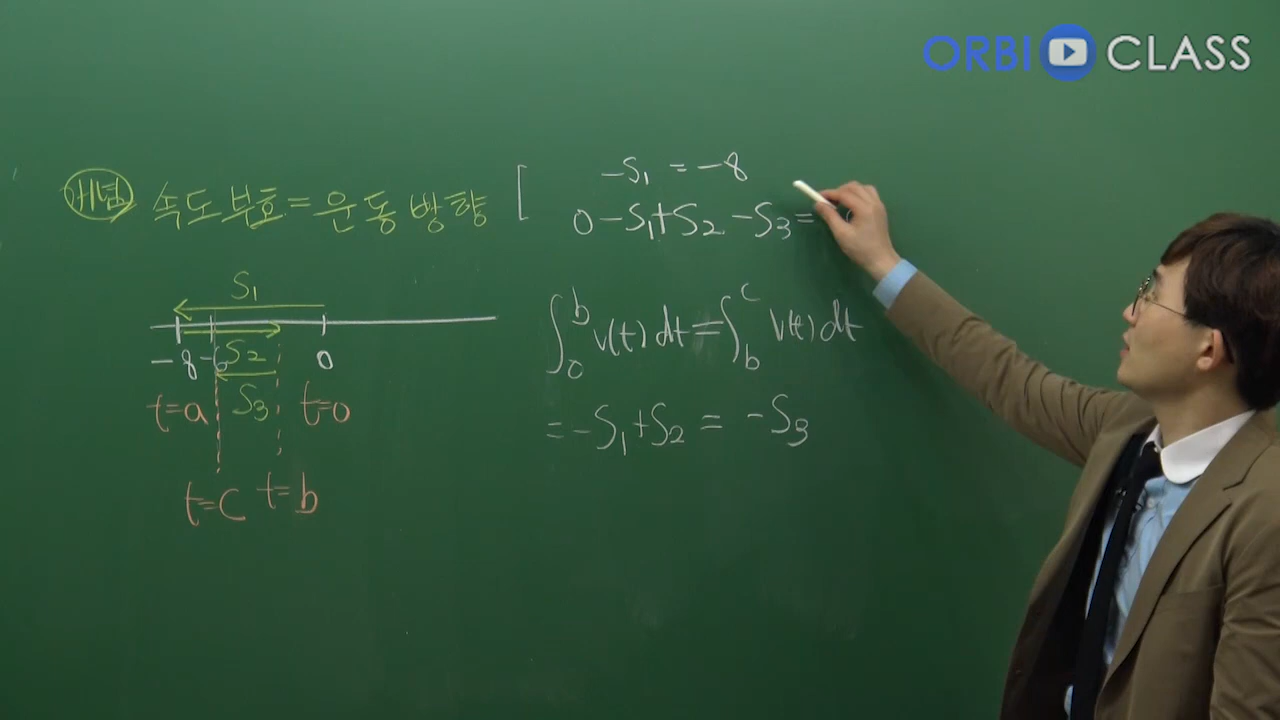 ORBI CLASS
개념 속도부호=운동방향
-S₁ = -8
0-S₁+S₂-S₃=
S₁
-8 -6 S₂ 0
t=a S₃ t=0
t=c t=b
∫₀ᵇ v(t)dt=∫ᵇᶜ v(t)dt
=-S₁+S₂ = -S₃